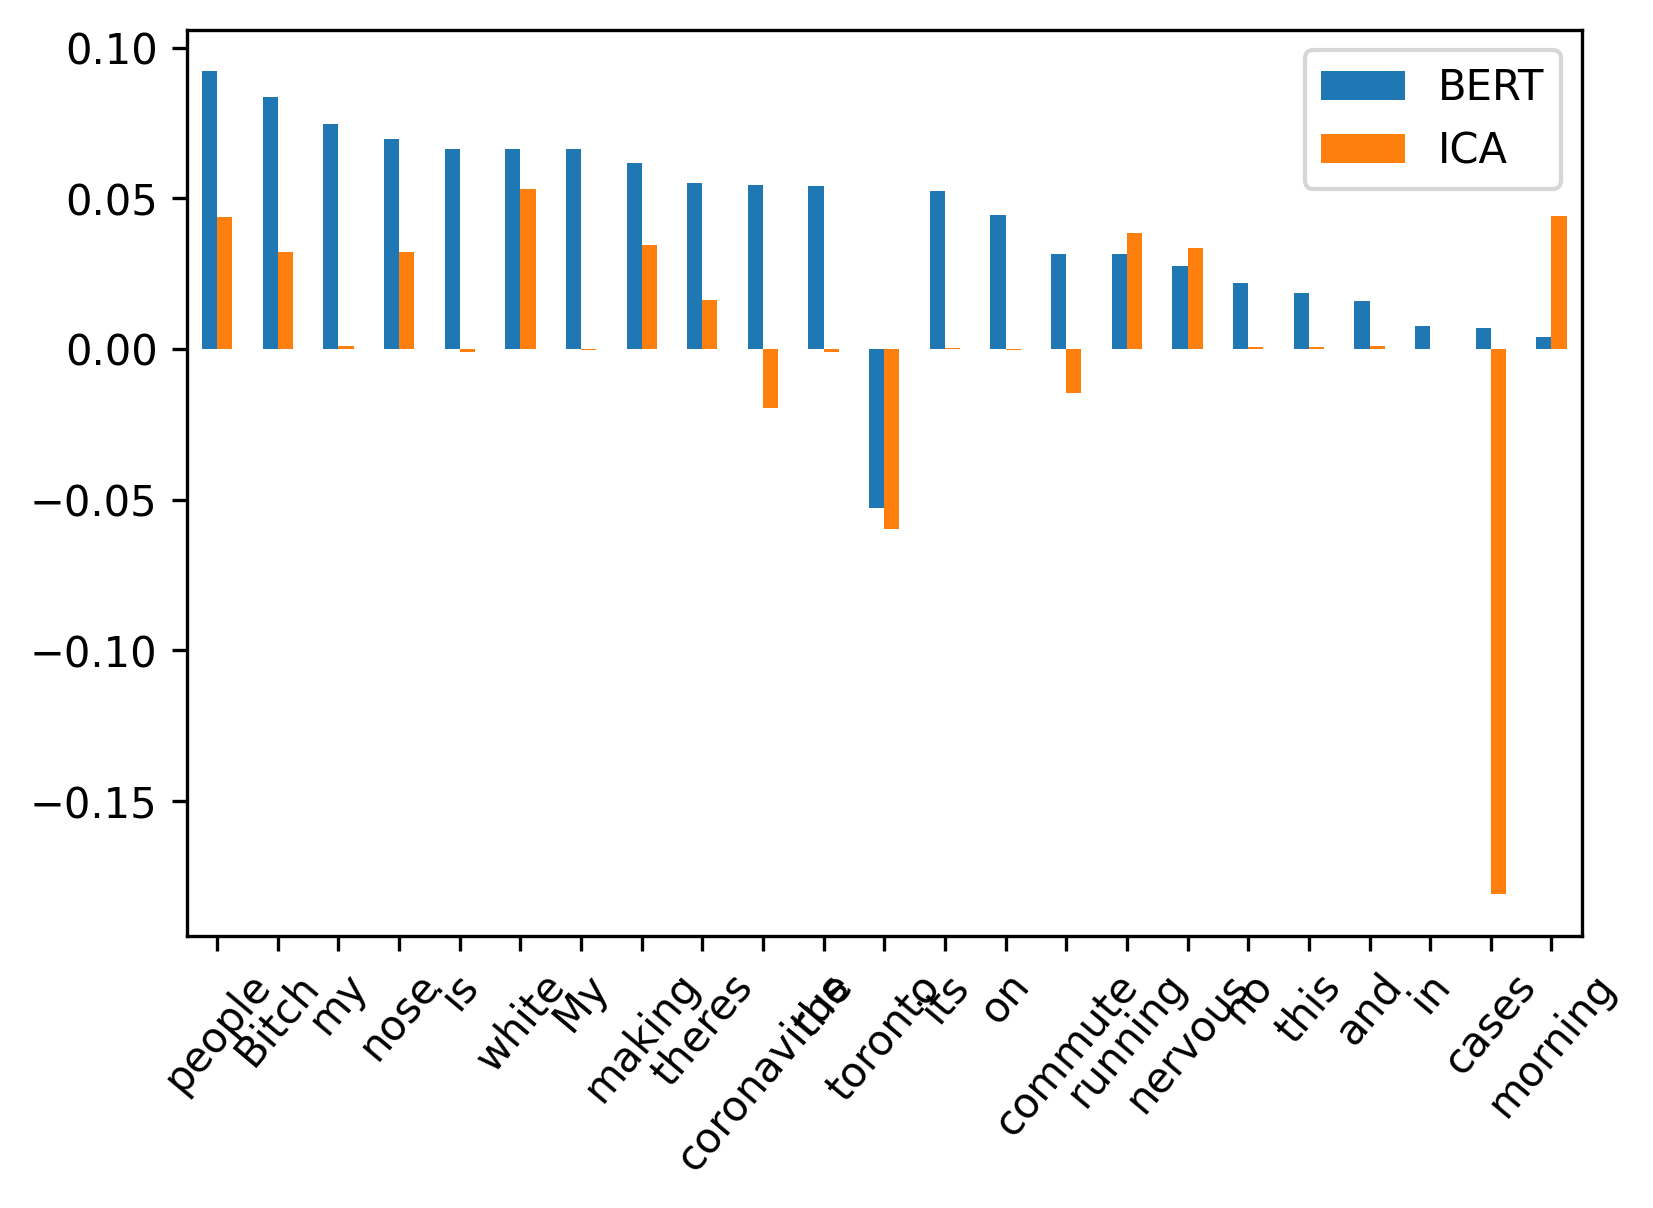 0.10
0.05
0.00
−0.05
−0.10
−0.15
BERT
ICA
people
Bitch
my
nose
is
white
My
making
theres
coronavirus
the
toronto
its
on
commute
running
nervous
no
this
and
in
cases
morning